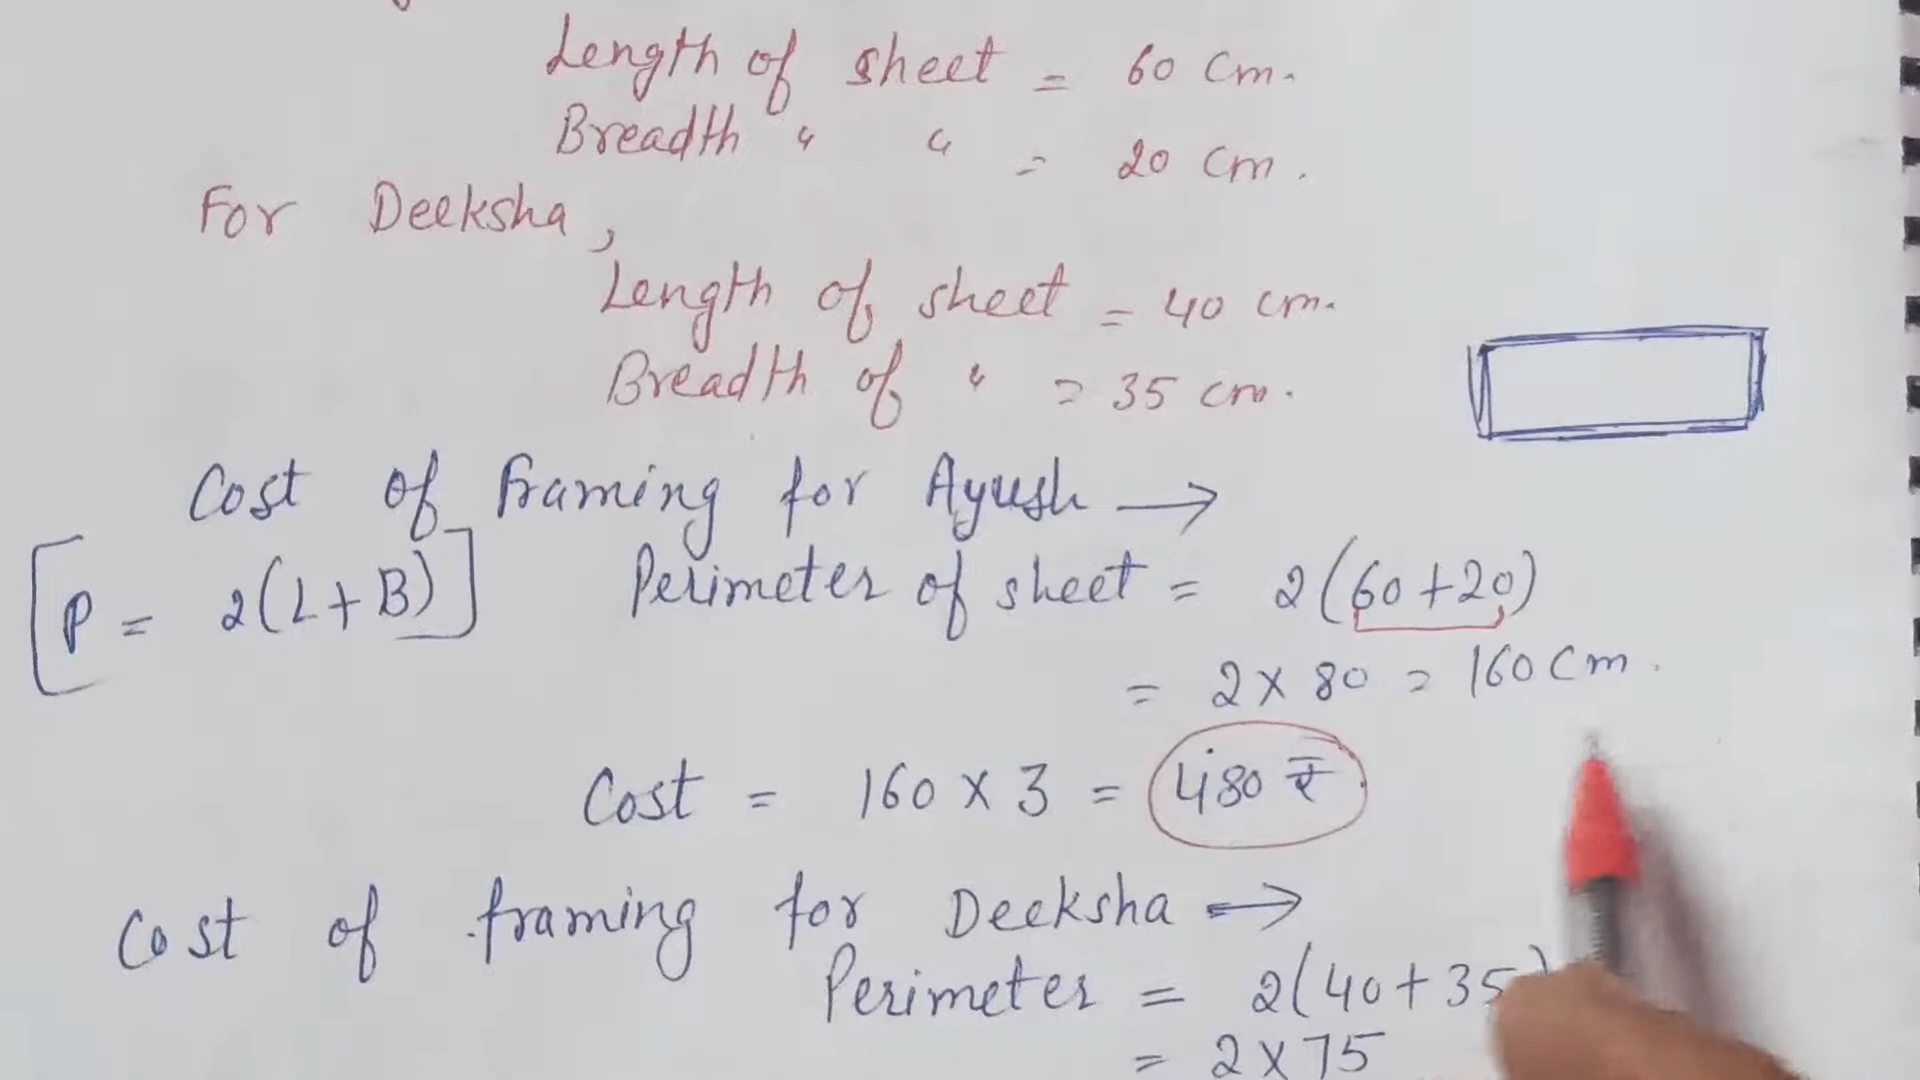 Length of sheet = 60 cm.
Breadth " " = 20 cm.
For Deeksha,
Length of sheet = 40 cm.
Breadth of " = 35 cm.
Cost of framing for Ayush →
[P = 2(L+B)] Perimeter of sheet = 2(60+20)
= 2 × 80 = 160 cm.
Cost = 160 × 3 = 480 ₹
Cost of framing for Deeksha →
Perimeter = 2(40+35)
= 2 × 75